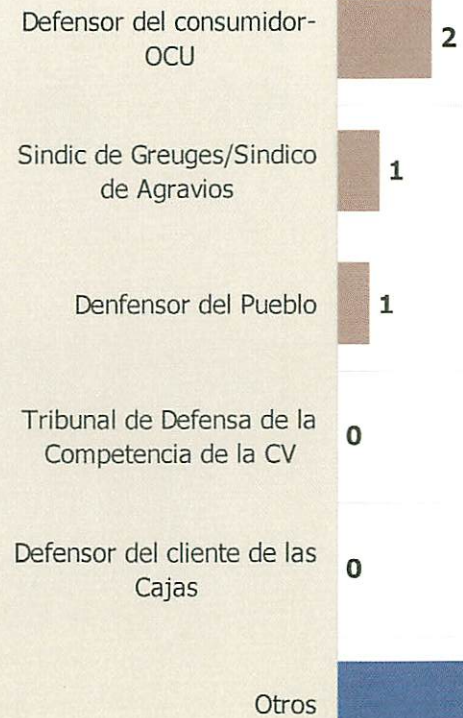 Defensor del consumidor-
OCU
2
Sindic de Greuges/Sindico
de Agravios
1
Denfensor del Pueblo
1
Tribunal de Defensa de la
Competencia de la CV
0
Defensor del cliente de las
Cajas
0
Otros